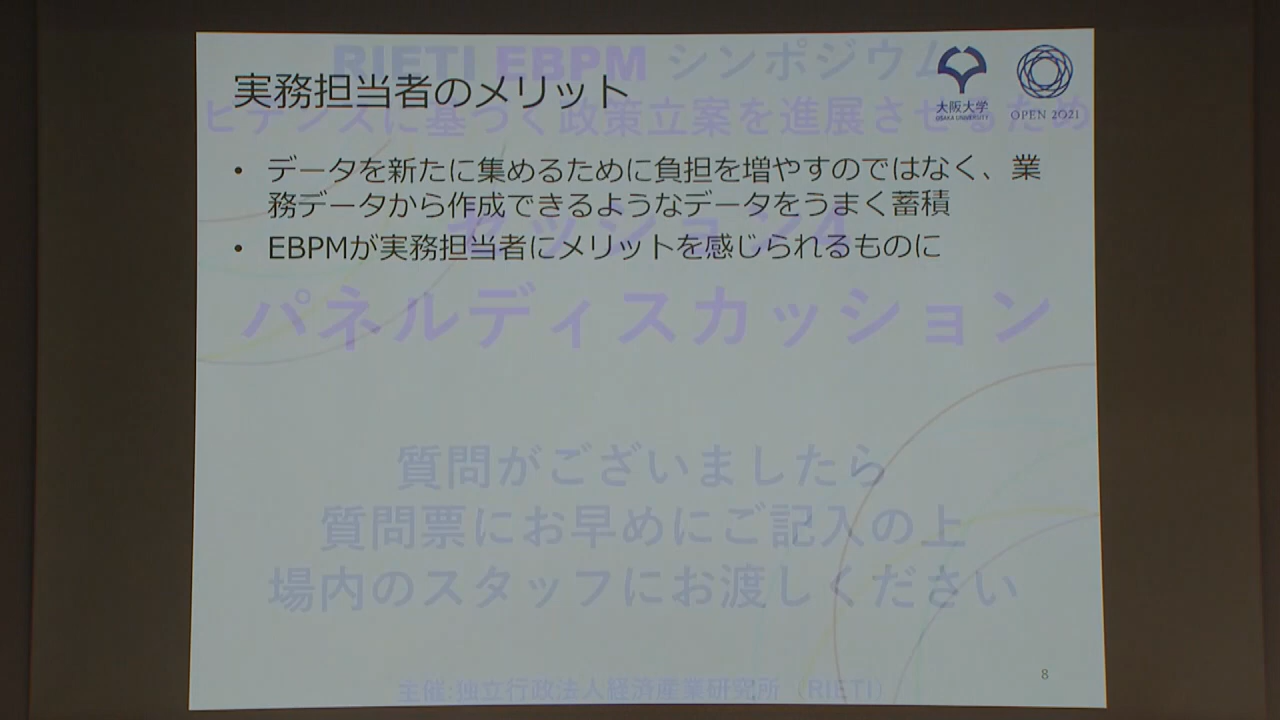 RIETI EBPM シンポジウム
実務担当者のメリット
大阪大学
OSAKA UNIVERSITY
OPEN 2021
ビデンスに基づく政策立案を進展させるため
• データを新たに集めるために負担を増やすのではなく、業
務データから作成できるようなデータをうまく蓄積
• EBPMが実務担当者にメリットを感じられるものに
パネルディスカッション
質問がございましたら
質問票にお早めにご記入の上
場内のスタッフにお渡しください
8
主催:独立行政法人経済産業研究所（RIETI）